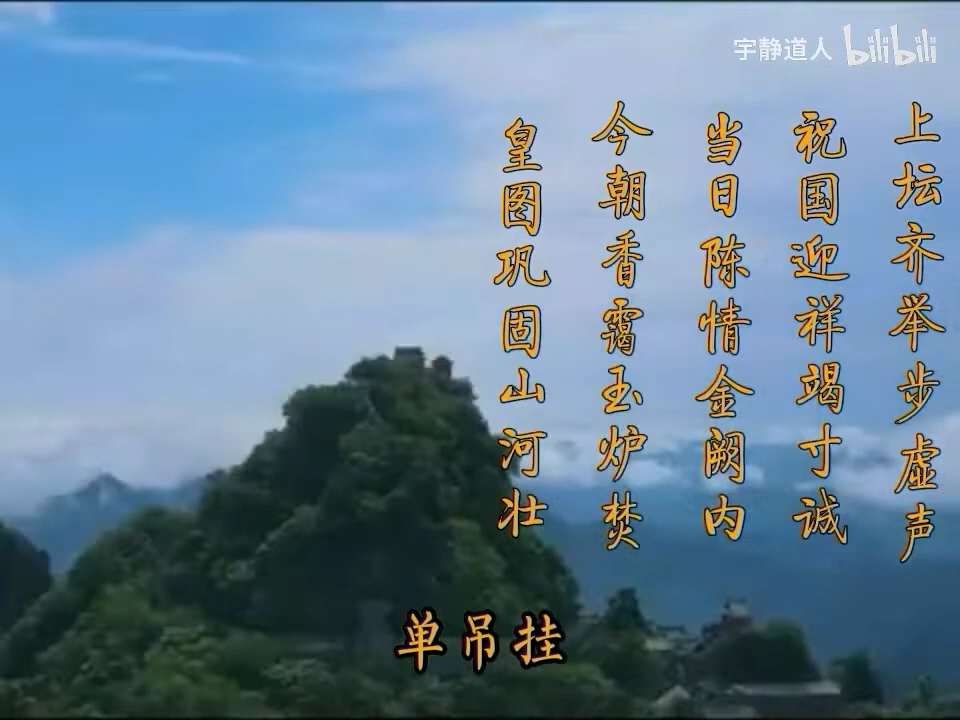 宇静道人 bilibili
上坛齐举步虚声
祝国迎祥竭寸诚
当日陈情金阙内
今朝香霭玉炉焚
皇图巩固山河壮
单吊挂